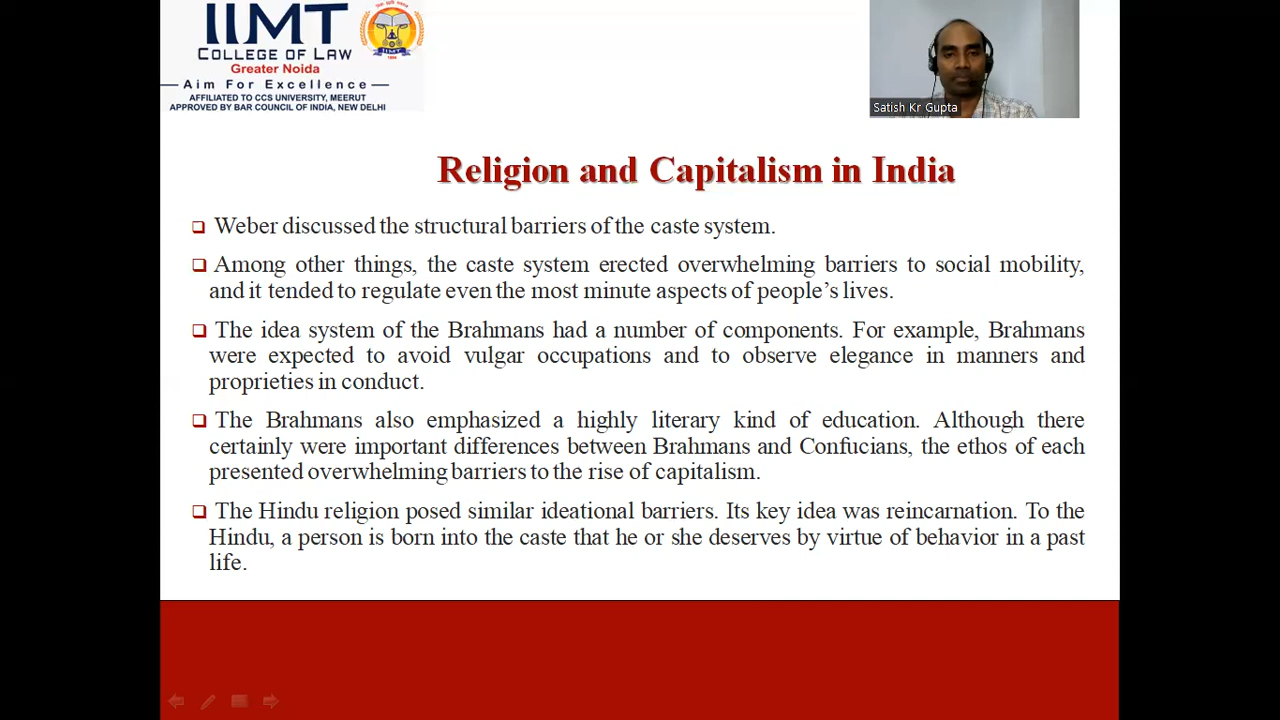 IIMT
COLLEGE OF LAW
Greater Noida
Aim For Excellence
AFFILIATED TO CCS UNIVERSITY, MEERUT
APPROVED BY BAR COUNCIL OF INDIA, NEW DELHI
IIMT
Satish Kr Gupta
Religion and Capitalism in India
Weber discussed the structural barriers of the caste system.
Among other things, the caste system erected overwhelming barriers to social mobility,
and it tended to regulate even the most minute aspects of people’s lives.
The idea system of the Brahmans had a number of components. For example, Brahmans
were expected to avoid vulgar occupations and to observe elegance in manners and
proprieties in conduct.
The Brahmans also emphasized a highly literary kind of education. Although there
certainly were important differences between Brahmans and Confucians, the ethos of each
presented overwhelming barriers to the rise of capitalism.
The Hindu religion posed similar ideational barriers. Its key idea was reincarnation. To the
Hindu, a person is born into the caste that he or she deserves by virtue of behavior in a past
life.